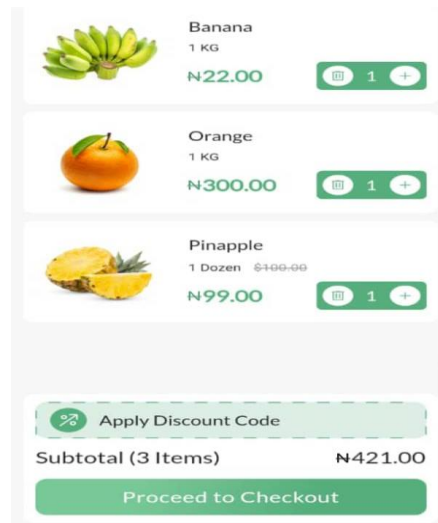 Banana
1 KG
₦22.00
1
Orange
1 KG
₦300.00
1
Pinapple
1 Dozen $100.00
₦99.00
1
Apply Discount Code
Subtotal (3 Items) ₦421.00
Proceed to Checkout